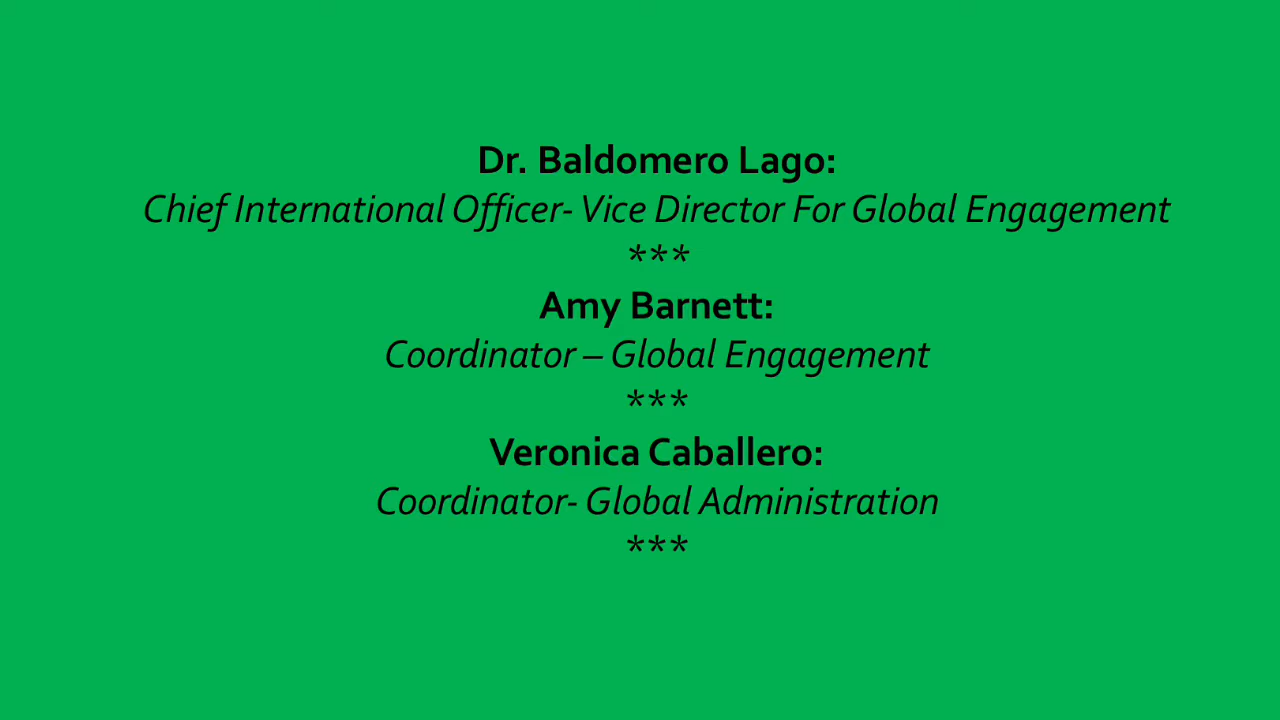 Dr. Baldomero Lago:
Chief International Officer- Vice Director For Global Engagement
***
Amy Barnett:
Coordinator – Global Engagement
***
Veronica Caballero:
Coordinator- Global Administration
***